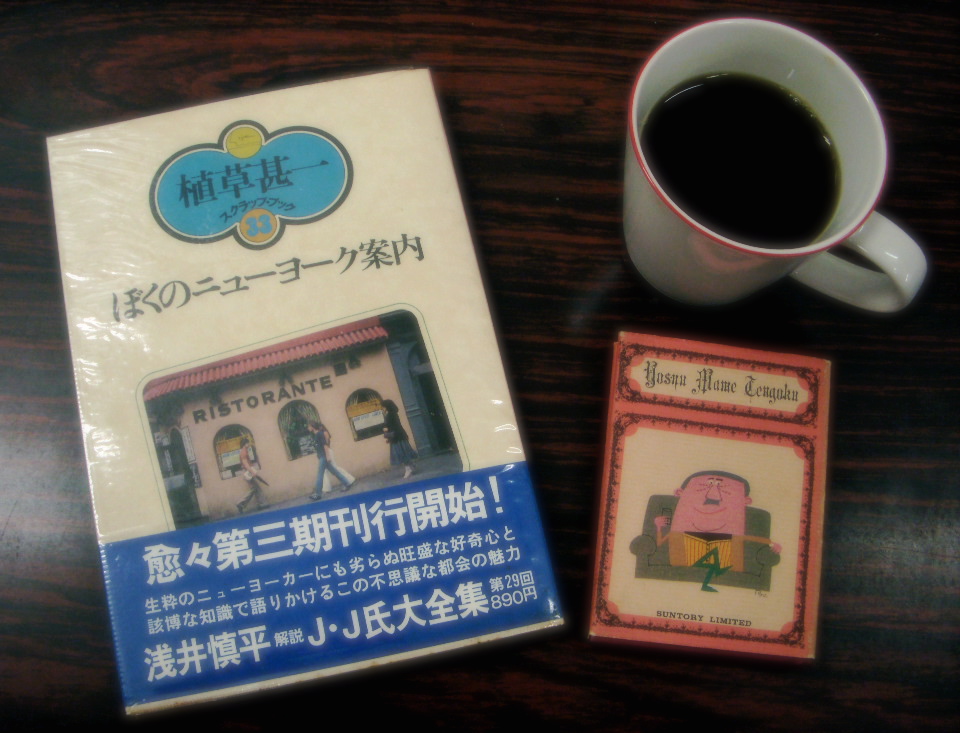 植草甚一
スクラップ・ブック
33
ぼくのニューヨーク案内
RISTORANTE
愈々第三期刊行開始！
生粋のニューヨーカーにも劣らぬ旺盛な好奇心と
該博な知識で語りかけるこの不思議な都会の魅力
浅井慎平 解説 J・J氏大全集 第29回 890円
Yosyu Mame Tengoku
SUNTORY LIMITED